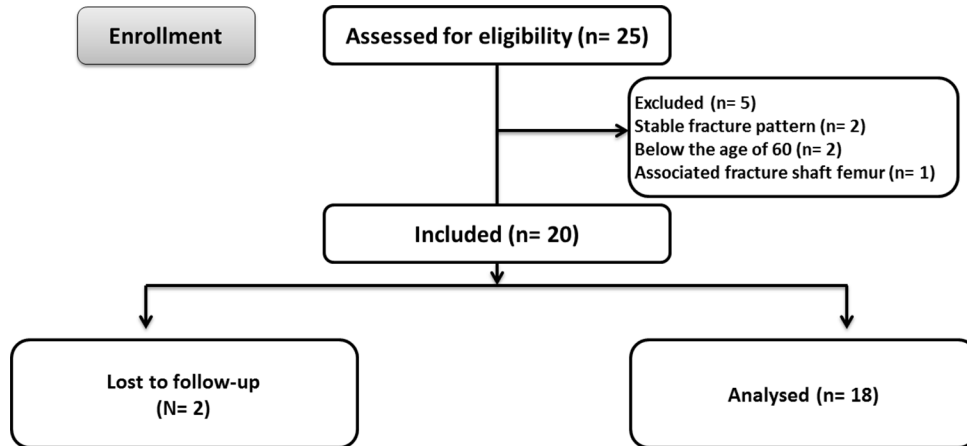 Enrollment
Assessed for eligibility (n= 25)
Excluded (n= 5)
Stable fracture pattern (n= 2)
Below the age of 60 (n= 2)
Associated fracture shaft femur (n= 1)
Included (n= 20)
Lost to follow-up
(N= 2)
Analysed (n= 18)